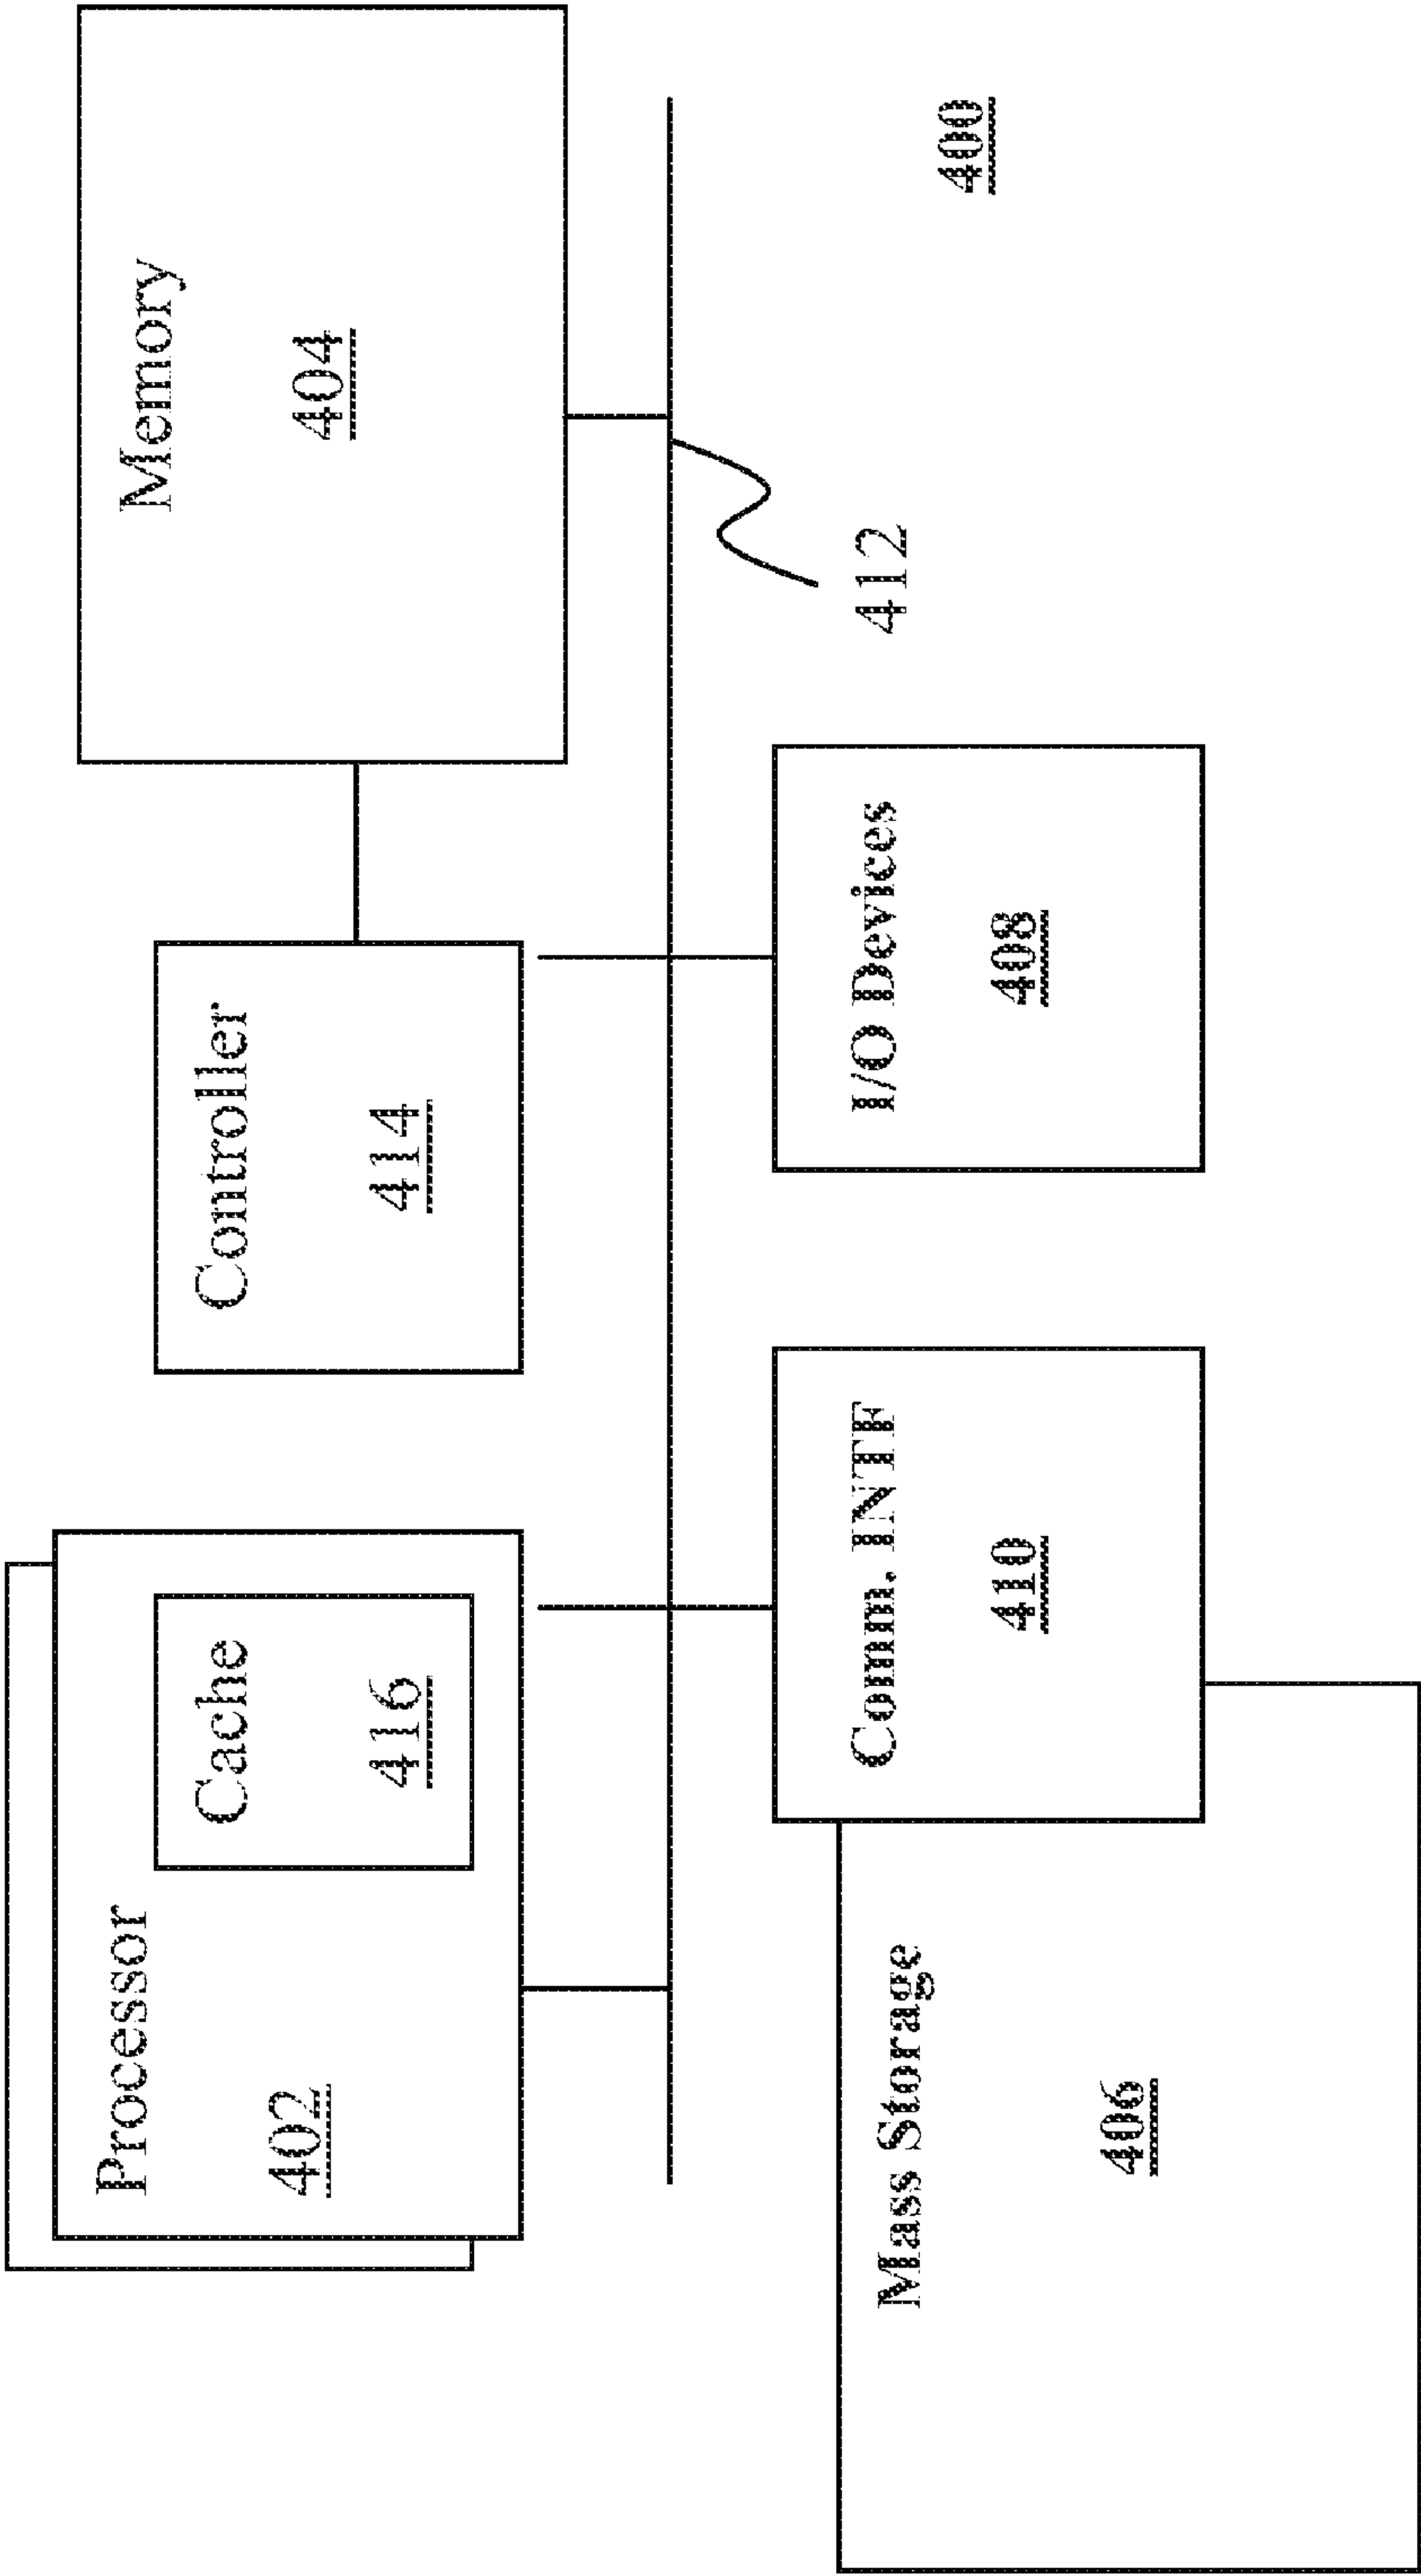 Processor
402
Cache
416
Controller
414
Memory
404
412
Mass Storage
406
Comm. INTF
410
I/O Devices
408
400